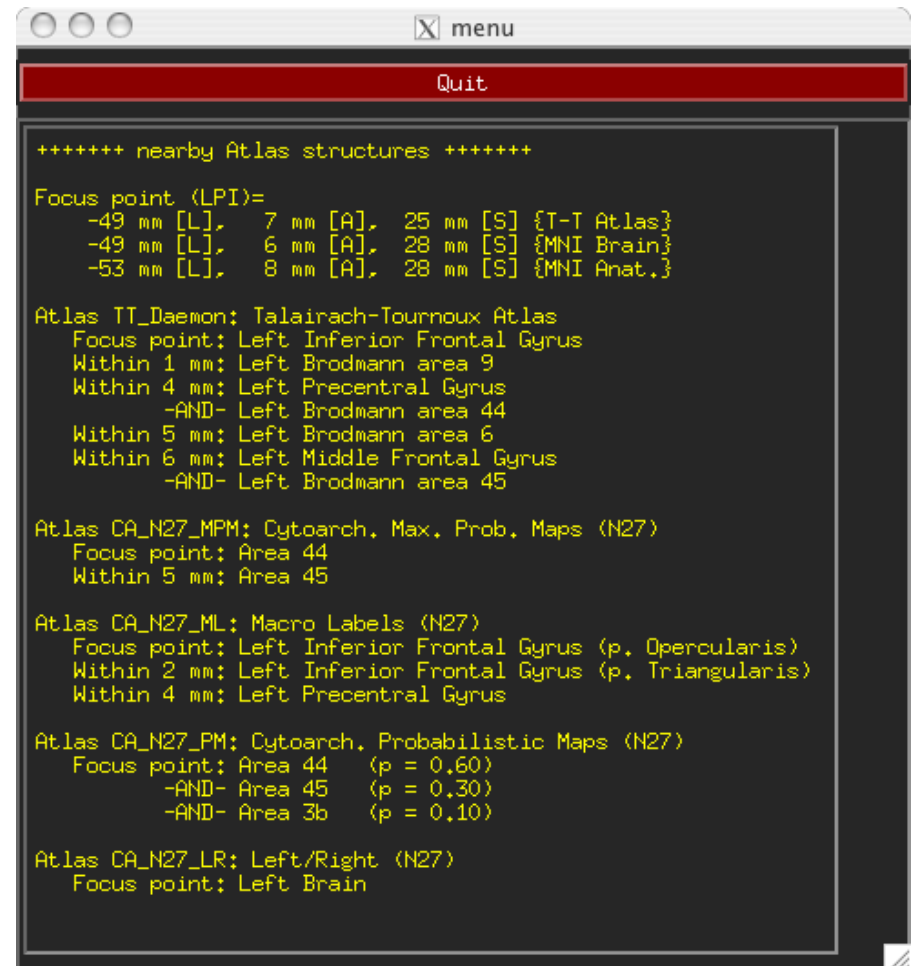 X menu
Quit
+++++++ nearby Atlas structures +++++++
Focus point (LPI)=
-49 mm [L], 7 mm [A], 25 mm [S] {T-T Atlas}
-49 mm [L], 6 mm [A], 28 mm [S] {MNI Brain}
-53 mm [L], 8 mm [A], 28 mm [S] {MNI Anat.}
Atlas TT_Daemon: Talairach-Tournoux Atlas
Focus point: Left Inferior Frontal Gyrus
Within 1 mm: Left Brodmann area 9
Within 4 mm: Left Precentral Gyrus
-AND- Left Brodmann area 44
Within 5 mm: Left Brodmann area 6
Within 6 mm: Left Middle Frontal Gyrus
-AND- Left Brodmann area 45
Atlas CA_N27_MPM: Cytoarch. Max. Prob. Maps (N27)
Focus point: Area 44
Within 5 mm: Area 45
Atlas CA_N27_ML: Macro Labels (N27)
Focus point: Left Inferior Frontal Gyrus (p. Opercularis)
Within 2 mm: Left Inferior Frontal Gyrus (p. Triangularis)
Within 4 mm: Left Precentral Gyrus
Atlas CA_N27_PM: Cytoarch. Probabilistic Maps (N27)
Focus point: Area 44 (p = 0.60)
-AND- Area 45 (p = 0.30)
-AND- Area 3b (p = 0.10)
Atlas CA_N27_LR: Left/Right (N27)
Focus point: Left Brain